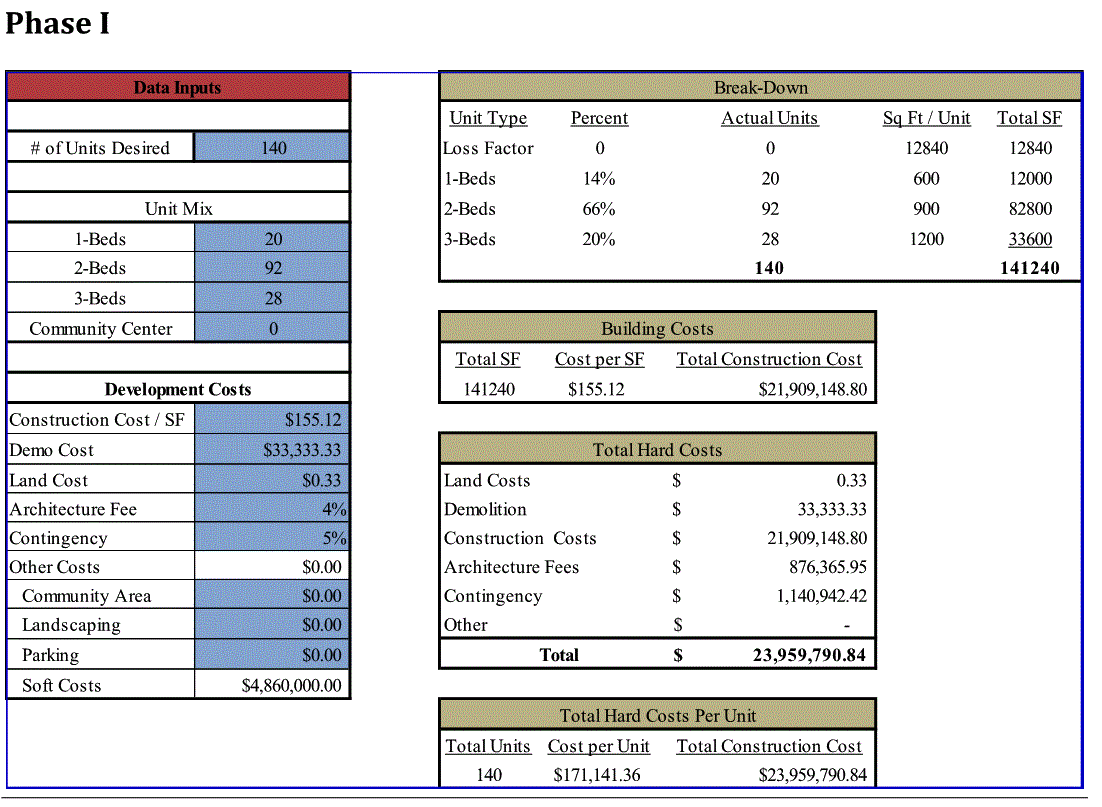 Phase I
Data Inputs
# of Units Desired 140
Unit Mix
1-Beds 20
2-Beds 92
3-Beds 28
Community Center 0
Development Costs
Construction Cost / SF $155.12
Demo Cost $33,333.33
Land Cost $0.33
Architecture Fee 4%
Contingency 5%
Other Costs $0.00
Community Area $0.00
Landscaping $0.00
Parking $0.00
Soft Costs $4,860,000.00
Break-Down
Unit Type Percent Actual Units Sq Ft / Unit Total SF
Loss Factor 0 0 12840 12840
1-Beds 14% 20 600 12000
2-Beds 66% 92 900 82800
3-Beds 20% 28 1200 33600
140 141240
Building Costs
Total SF Cost per SF Total Construction Cost
141240 $155.12 $21,909,148.80
Total Hard Costs
Land Costs $ 0.33
Demolition $ 33,333.33
Construction Costs $ 21,909,148.80
Architecture Fees $ 876,365.95
Contingency $ 1,140,942.42
Other $ -
Total $ 23,959,790.84
Total Hard Costs Per Unit
Total Units Cost per Unit Total Construction Cost
140 $171,141.36 $23,959,790.84